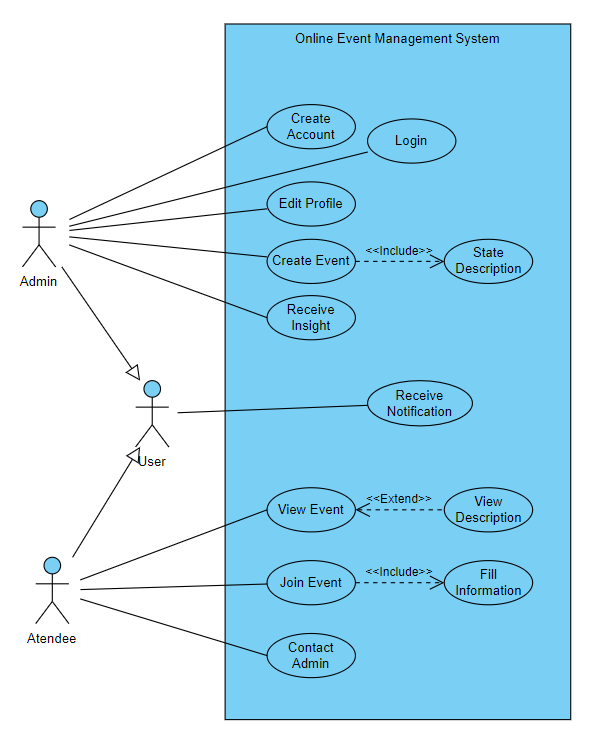 Online Event Management System
Create
Account
Login
Edit Profile
Admin
Create Event
<<Include>>
State
Description
Receive
Insight
User
Receive
Notification
View Event
<<Extend>>
View
Description
Join Event
<<Include>>
Fill
Information
Atendee
Contact
Admin